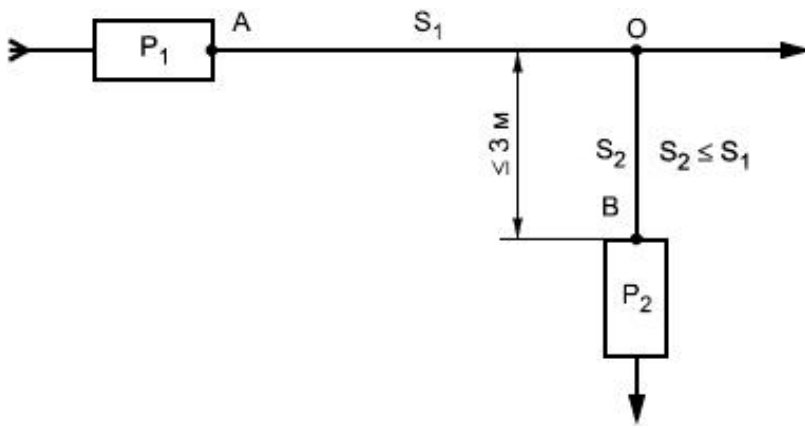 A S₁ O
P₁
≤ 3 м
S₂ S₂ ≤ S₁
B
P₂